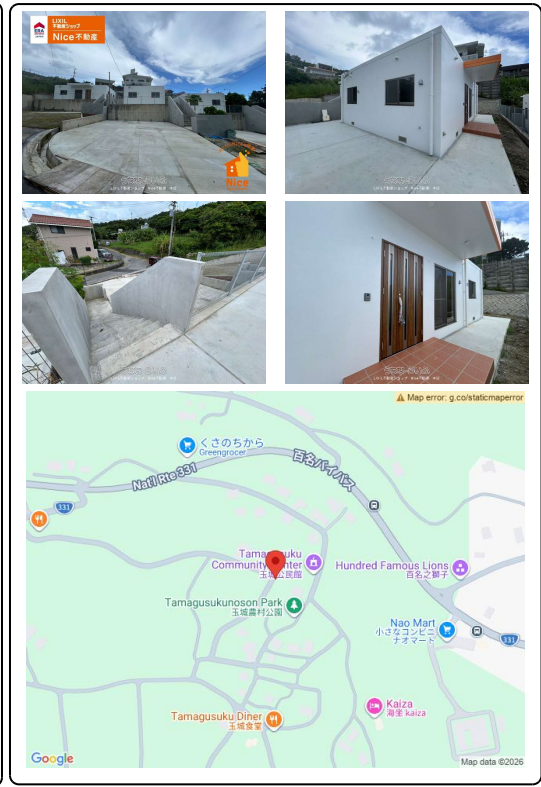 LIXIL
不動産ショップ
ERA
Nice不動産
Nice
⚠ Map error: g.co/staticmaperror
くさのちから
Greengrocer
百名バイパス
Nat'l Rte 331
331
Tamagusuku
Community Center
玉城公民館
Hundred Famous Lions
百名之獅子
Tamagusukunoson Park
玉城農村公園
Nao Mart
小さなコンビニ
ナオマート
331
Kaiza
海坐 kaiza
Tamagusuku Diner
玉城食堂
Google
Map data ©2026